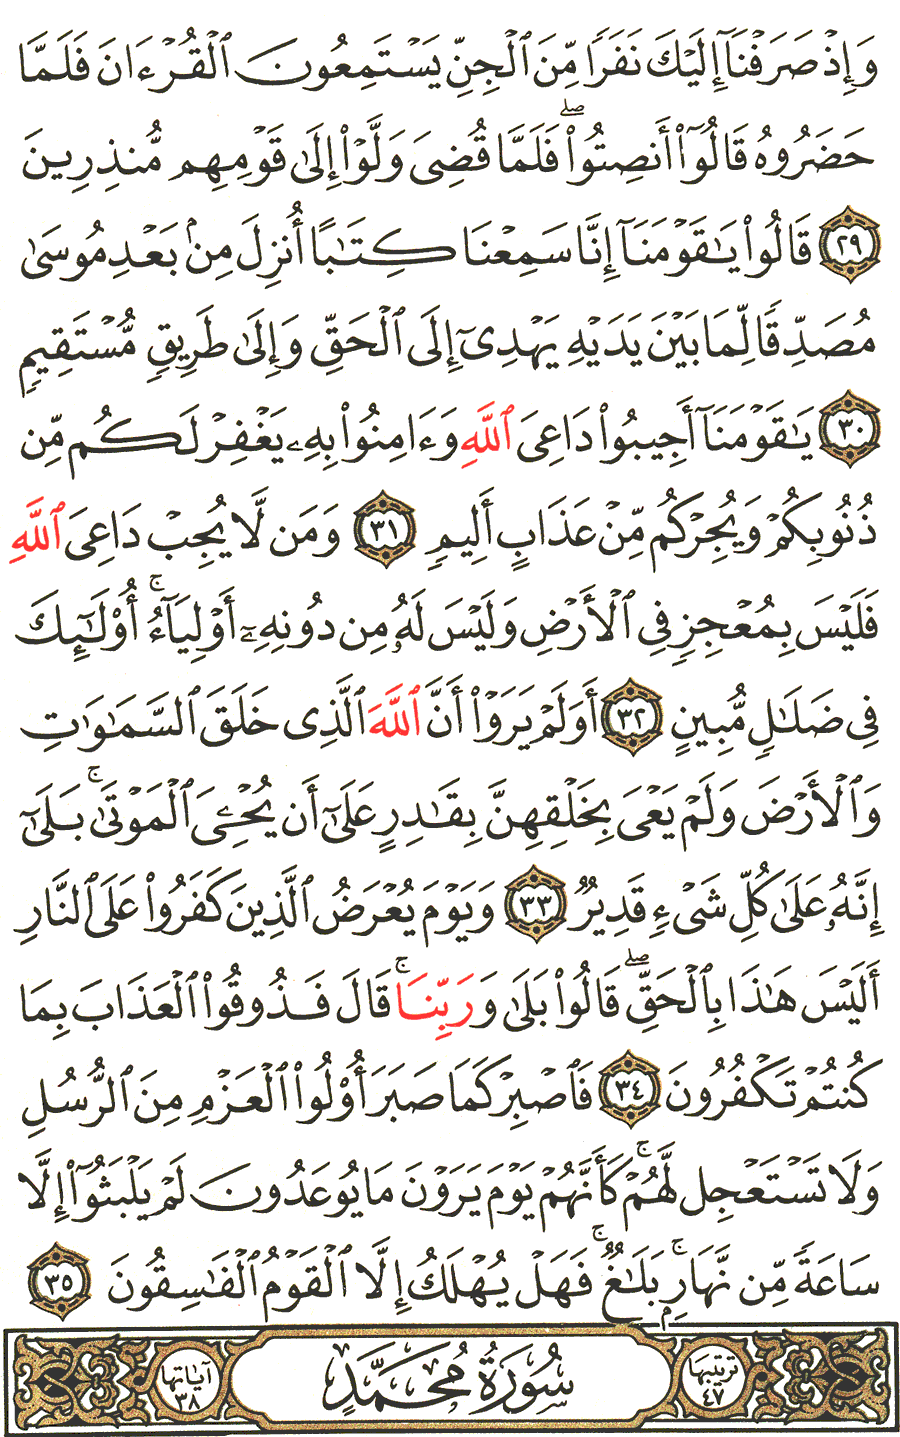 وَإِذْ صَرَفْنَآ إِلَيْكَ نَفَرًا مِّنَ ٱلْجِنِّ يَسْتَمِعُونَ ٱلْقُرْءَانَ فَلَمَّا
حَضَرُوهُ قَالُوٓا۟ أَنصِتُوا۟ ۖ فَلَمَّا قُضِىَ وَلَّوْا۟ إِلَىٰ قَوْمِهِم مُّنذِرِينَ
٢٩ قَالُوا۟ يَـٰقَوْمَنَآ إِنَّا سَمِعْنَا كِتَـٰبًا أُنزِلَ مِنۢ بَعْدِ مُوسَىٰ
مُصَدِّقًا لِّمَا بَيْنَ يَدَيْهِ يَهْدِىٓ إِلَى ٱلْحَقِّ وَإِلَىٰ طَرِيقٍ مُّسْتَقِيمٍ
٣٠ يَـٰقَوْمَنَآ أَجِيبُوا۟ دَاعِىَ ٱللَّهِ وَءَامِنُوا۟ بِهِۦ يَغْفِرْ لَكُم مِّن
ذُنُوبِكُمْ وَيُجِرْكُم مِّنْ عَذَابٍ أَلِيمٍ ٣١ وَمَن لَّا يُجِبْ دَاعِىَ ٱللَّهِ
فَلَيْسَ بِمُعْجِزٍ فِى ٱلْأَرْضِ وَلَيْسَ لَهُۥ مِن دُونِهِۦٓ أَوْلِيَآءُ ۚ أُو۟لَـٰٓئِكَ
فِى ضَلَـٰلٍ مُّبِينٍ ٣٢ أَوَلَمْ يَرَوْا۟ أَنَّ ٱللَّهَ ٱلَّذِى خَلَقَ ٱلسَّمَـٰوَٰتِ
وَٱلْأَرْضَ وَلَمْ يَعْىَ بِخَلْقِهِنَّ بِقَـٰدِرٍ عَلَىٰٓ أَن يُحْـِۧىَ ٱلْمَوْتَىٰ ۚ بَلَىٰٓ
إِنَّهُۥ عَلَىٰ كُلِّ شَىْءٍ قَدِيرٌ ٣٣ وَيَوْمَ يُعْرَضُ ٱلَّذِينَ كَفَرُوا۟ عَلَى ٱلنَّارِ
أَلَيْسَ هَـٰذَا بِٱلْحَقِّ ۖ قَالُوا۟ بَلَىٰ وَرَبِّنَا ۚ قَالَ فَذُوقُوا۟ ٱلْعَذَابَ بِمَا
كُنتُمْ تَكْفُرُونَ ٣٤ فَٱصْبِرْ كَمَا صَبَرَ أُو۟لُوا۟ ٱلْعَزْمِ مِنَ ٱلرُّسُلِ
وَلَا تَسْتَعْجِل لَّهُمْ ۚ كَأَنَّهُمْ يَوْمَ يَرَوْنَ مَا يُوعَدُونَ لَمْ يَلْبَثُوٓا۟ إِلَّا
سَاعَةً مِّن نَّهَارٍۭ ۚ بَلَـٰغٌ ۚ فَهَلْ يُهْلَكُ إِلَّا ٱلْقَوْمُ ٱلْفَـٰسِقُونَ ٣٥
ترتيبها ٤٧ سُورَةُ مُحَمَّدٍ آياتها ٣٨